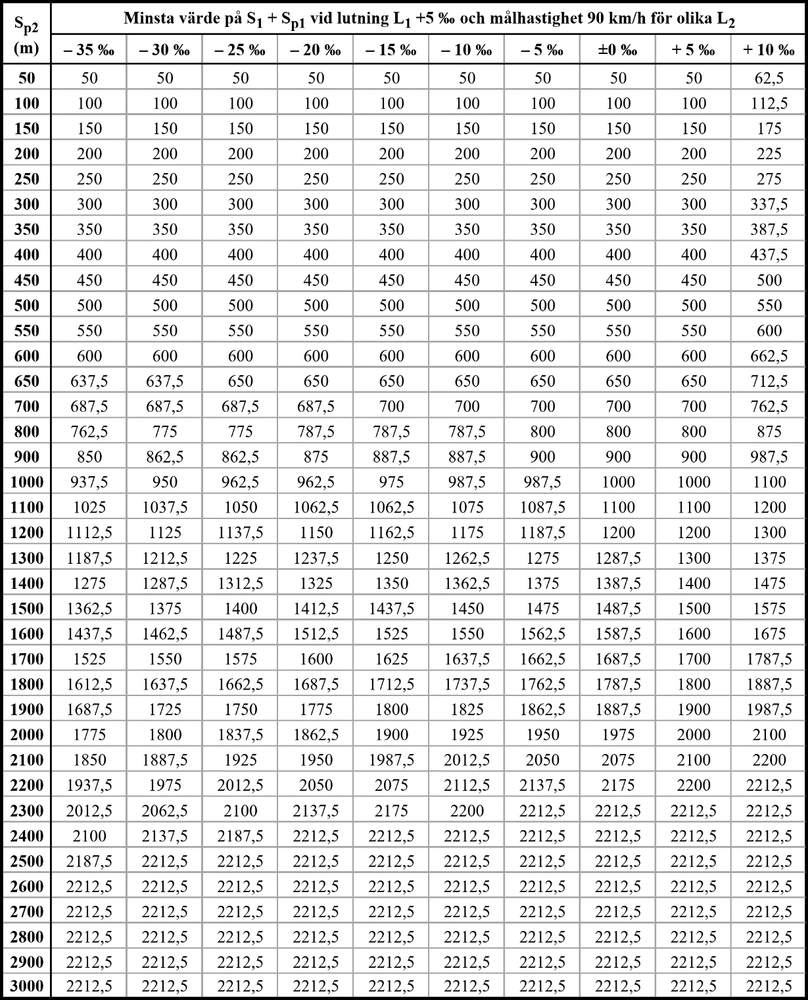 S_p2 (m) Minsta värde på S_1 + S_p1 vid lutning L_1 +5 ‰ och målhastighet 90 km/h för olika L_2
– 35 ‰ – 30 ‰ – 25 ‰ – 20 ‰ – 15 ‰ – 10 ‰ – 5 ‰ ±0 ‰ + 5 ‰ + 10 ‰
50 50 50 50 50 50 50 50 50 50 62,5
100 100 100 100 100 100 100 100 100 100 112,5
150 150 150 150 150 150 150 150 150 150 175
200 200 200 200 200 200 200 200 200 200 225
250 250 250 250 250 250 250 250 250 250 275
300 300 300 300 300 300 300 300 300 300 337,5
350 350 350 350 350 350 350 350 350 350 387,5
400 400 400 400 400 400 400 400 400 400 437,5
450 450 450 450 450 450 450 450 450 450 500
500 500 500 500 500 500 500 500 500 500 550
550 550 550 550 550 550 550 550 550 550 600
600 600 600 600 600 600 600 600 600 600 662,5
650 637,5 637,5 650 650 650 650 650 650 650 712,5
700 687,5 687,5 687,5 687,5 700 700 700 700 700 762,5
800 762,5 775 775 787,5 787,5 787,5 800 800 800 875
900 850 862,5 862,5 875 887,5 887,5 900 900 900 987,5
1000 937,5 950 962,5 962,5 975 987,5 987,5 1000 1000 1100
1100 1025 1037,5 1050 1062,5 1062,5 1075 1087,5 1100 1100 1200
1200 1112,5 1125 1137,5 1150 1162,5 1175 1187,5 1200 1200 1300
1300 1187,5 1212,5 1225 1237,5 1250 1262,5 1275 1287,5 1300 1375
1400 1275 1287,5 1312,5 1325 1350 1362,5 1375 1387,5 1400 1475
1500 1362,5 1375 1400 1412,5 1437,5 1450 1475 1487,5 1500 1575
1600 1437,5 1462,5 1487,5 1512,5 1525 1550 1562,5 1587,5 1600 1675
1700 1525 1550 1575 1600 1625 1637,5 1662,5 1687,5 1700 1787,5
1800 1612,5 1637,5 1662,5 1687,5 1712,5 1737,5 1762,5 1787,5 1800 1887,5
1900 1687,5 1725 1750 1775 1800 1825 1862,5 1887,5 1900 1987,5
2000 1775 1800 1837,5 1862,5 1900 1925 1950 1975 2000 2100
2100 1850 1887,5 1925 1950 1987,5 2012,5 2050 2075 2100 2200
2200 1937,5 1975 2012,5 2050 2075 2112,5 2137,5 2175 2200 2212,5
2300 2012,5 2062,5 2100 2137,5 2175 2200 2212,5 2212,5 2212,5 2212,5
2400 2100 2137,5 2187,5 2212,5 2212,5 2212,5 2212,5 2212,5 2212,5 2212,5
2500 2187,5 2212,5 2212,5 2212,5 2212,5 2212,5 2212,5 2212,5 2212,5 2212,5
2600 2212,5 2212,5 2212,5 2212,5 2212,5 2212,5 2212,5 2212,5 2212,5 2212,5
2700 2212,5 2212,5 2212,5 2212,5 2212,5 2212,5 2212,5 2212,5 2212,5 2212,5
2800 2212,5 2212,5 2212,5 2212,5 2212,5 2212,5 2212,5 2212,5 2212,5 2212,5
2900 2212,5 2212,5 2212,5 2212,5 2212,5 2212,5 2212,5 2212,5 2212,5 2212,5
3000 2212,5 2212,5 2212,5 2212,5 2212,5 2212,5 2212,5 2212,5 2212,5 2212,5